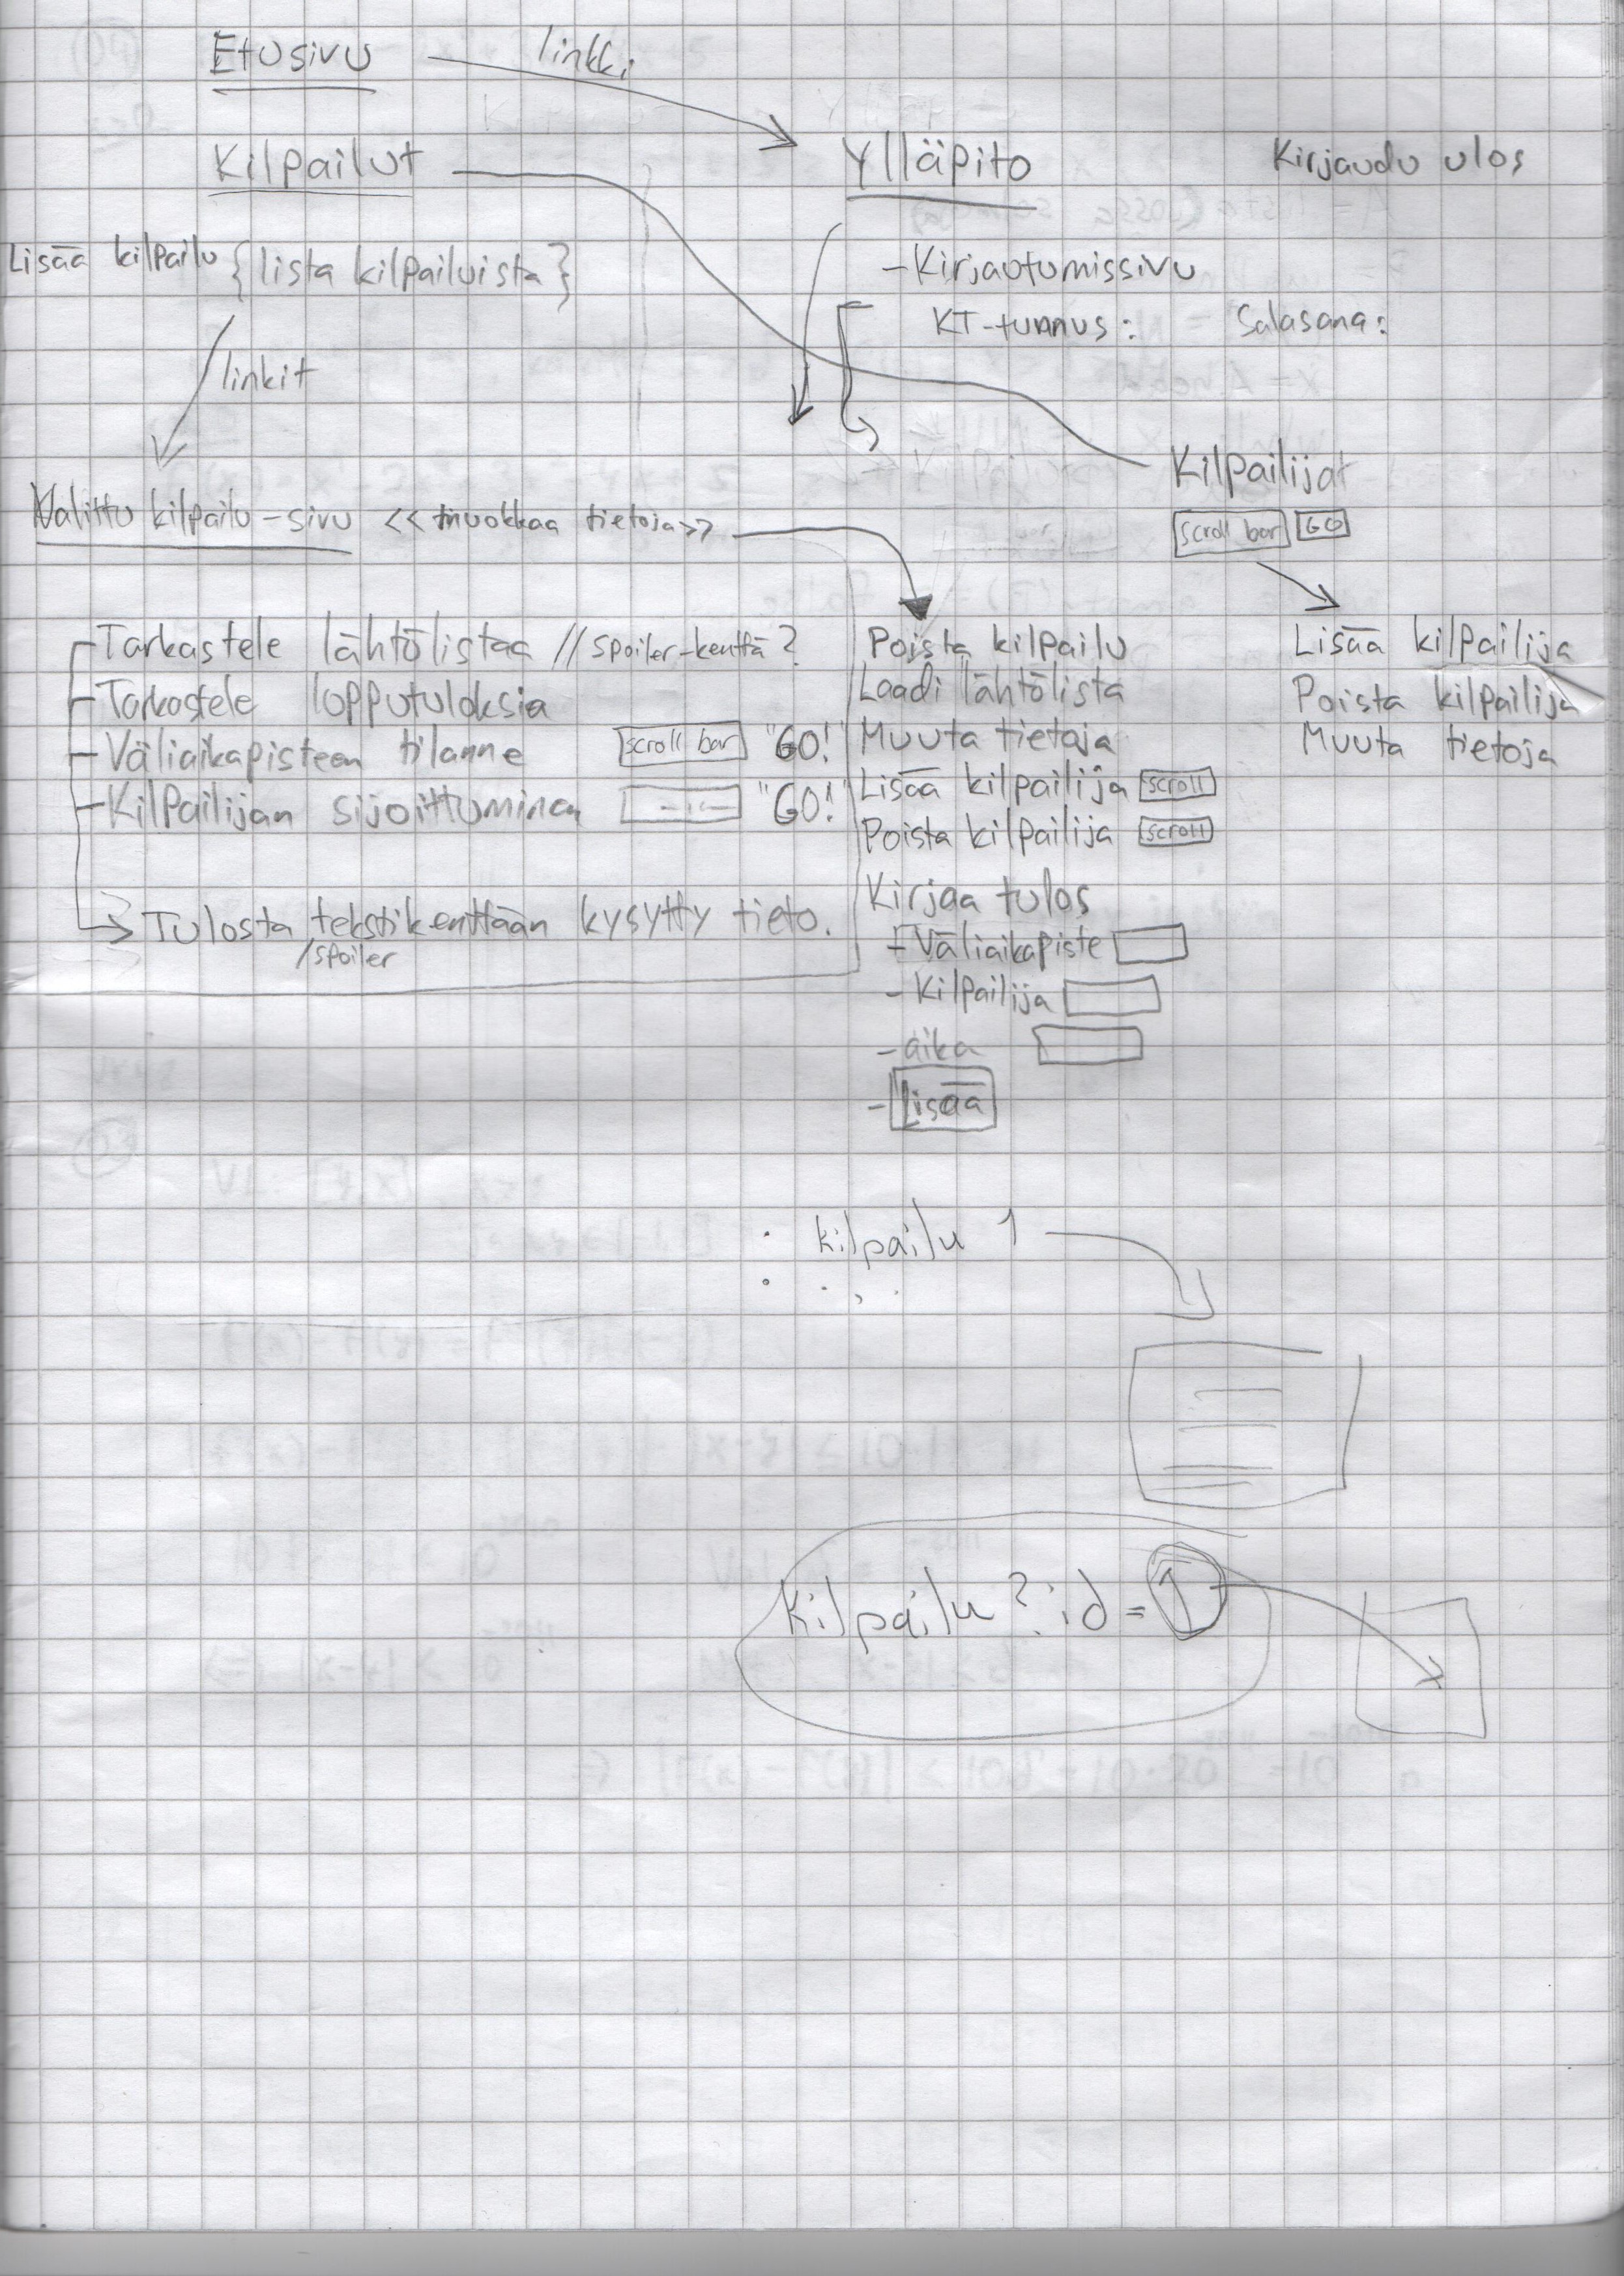 Etusivu
linkki
Kilpailut
Ylläpito
Kirjaudu ulos
Lisää kilpailu {lista kilpailuista}
-Kirjautumissivu
KT-tunnus: Salasana:
linkit
Kilpailijat
scroll bar GO
Valittu kilpailu-sivu << muokkaa tietoja>>
-Tarkastele lähtölistaa // spoiler-kenttä?
-Tarkastele lopputuloksia
-Väliaikapisteen tilanne scroll bar "GO!"
-Kilpailijan sijoittuminen -"- "GO!"
Tulosta tekstikenttään kysytty tieto.
/spoiler
Poista kilpailu
Laadi lähtölista
Muuta tietoja
Lisää kilpailija scroll
Poista kilpailija scroll
Kirjaa tulos
-Väliaikapiste
-Kilpailija
-aika
-Lisää
Lisää kilpailija
Poista kilpailija
Muuta tietoja
kilpailu 1
kilpailu?id=1